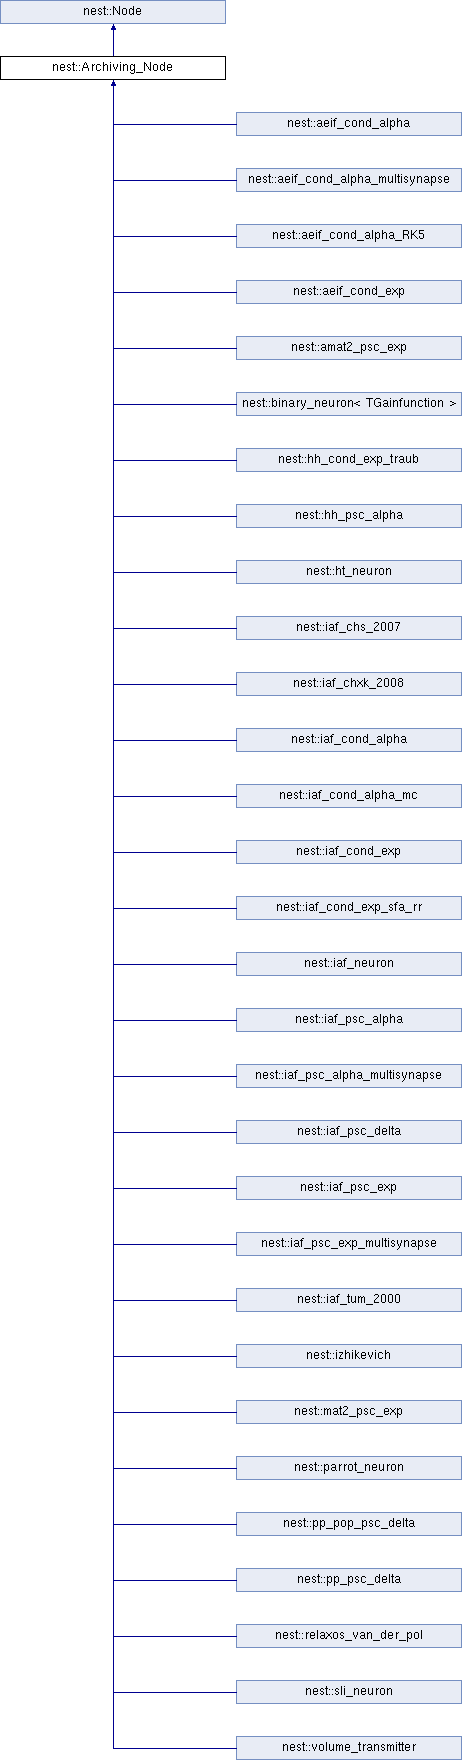 nest::Node
nest::Archiving_Node
nest::aeif_cond_alpha
nest::aeif_cond_alpha_multisynapse
nest::aeif_cond_alpha_RK5
nest::aeif_cond_exp
nest::amat2_psc_exp
nest::binary_neuron< TGainfunction >
nest::hh_cond_exp_traub
nest::hh_psc_alpha
nest::ht_neuron
nest::iaf_chs_2007
nest::iaf_chxk_2008
nest::iaf_cond_alpha
nest::iaf_cond_alpha_mc
nest::iaf_cond_exp
nest::iaf_cond_exp_sfa_rr
nest::iaf_neuron
nest::iaf_psc_alpha
nest::iaf_psc_alpha_multisynapse
nest::iaf_psc_delta
nest::iaf_psc_exp
nest::iaf_psc_exp_multisynapse
nest::iaf_tum_2000
nest::izhikevich
nest::mat2_psc_exp
nest::parrot_neuron
nest::pp_pop_psc_delta
nest::pp_psc_delta
nest::relaxos_van_der_pol
nest::sli_neuron
nest::volume_transmitter